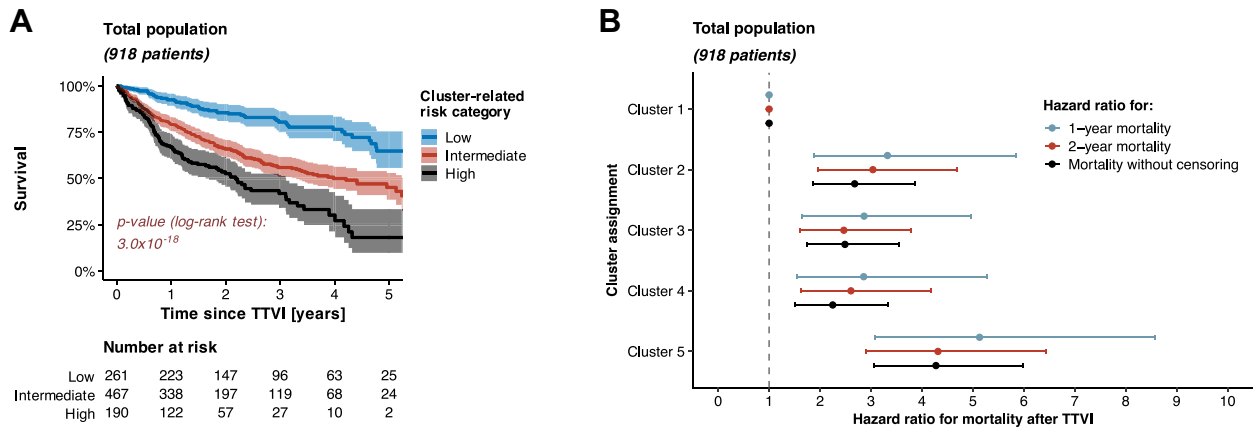 A
Total population
(918 patients)
100%
75%
50%
25%
0%
Survival
p-value (log-rank test):
3.0x10-18
0 1 2 3 4 5
Time since TTVI [years]
Cluster-related
risk category
Low
Intermediate
High
Number at risk
Low 261 223 147 96 63 25
Intermediate 467 338 197 119 68 24
High 190 122 57 27 10 2
B
Total population
(918 patients)
Cluster assignment
Cluster 1
Cluster 2
Cluster 3
Cluster 4
Cluster 5
0 1 2 3 4 5 6 7 8 9 10
Hazard ratio for mortality after TTVI
Hazard ratio for:
1−year mortality
2−year mortality
Mortality without censoring